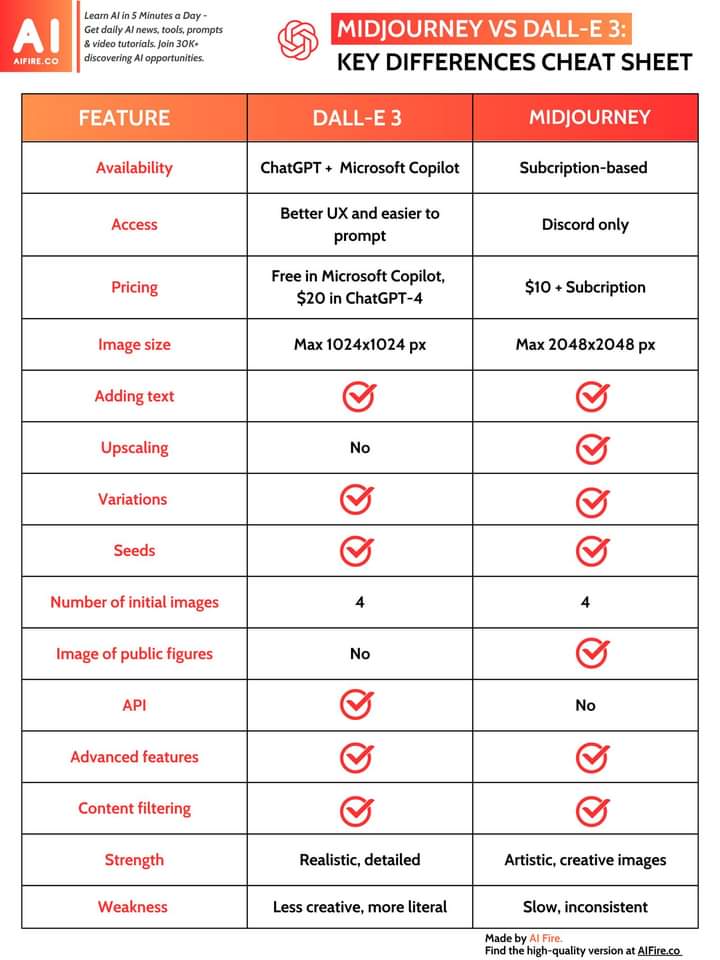 AI
AIFIRE.CO
Learn AI in 5 Minutes a Day -
Get daily AI news, tools, prompts
& video tutorials. Join 30K+
discovering AI opportunities.
MIDJOURNEY VS DALL-E 3:
KEY DIFFERENCES CHEAT SHEET
FEATURE DALL-E 3 MIDJOURNEY
Availability ChatGPT + Microsoft Copilot Subcription-based
Access Better UX and easier to prompt Discord only
Pricing Free in Microsoft Copilot, $20 in ChatGPT-4 $10 + Subcription
Image size Max 1024x1024 px Max 2048x2048 px
Adding text
Upscaling No
Variations
Seeds
Number of initial images 4 4
Image of public figures No
API No
Advanced features
Content filtering
Strength Realistic, detailed Artistic, creative images
Weakness Less creative, more literal Slow, inconsistent
Made by AI Fire.
Find the high-quality version at AIFire.co